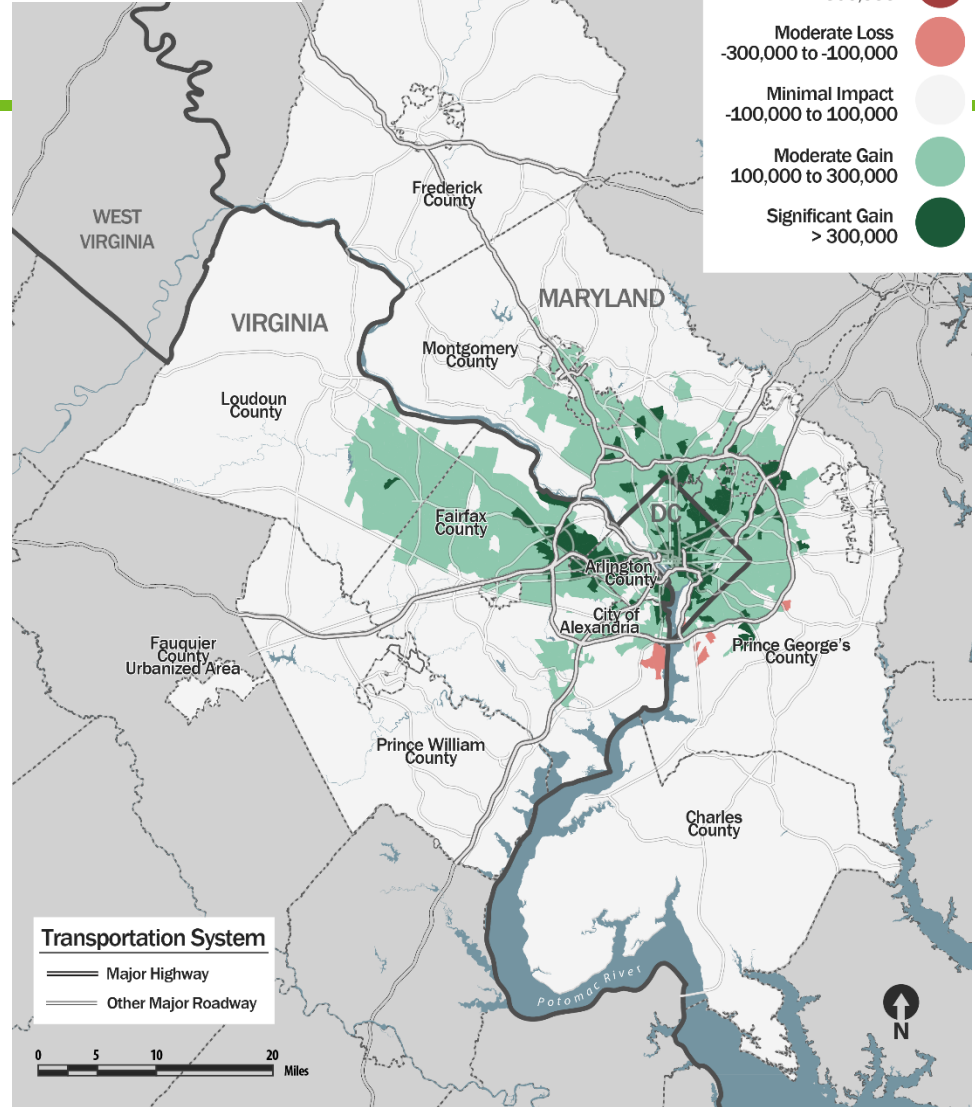 Moderate Loss
-300,000 to -100,000
Minimal Impact
-100,000 to 100,000
Moderate Gain
100,000 to 300,000
Significant Gain
> 300,000
Frederick
County
WEST
VIRGINIA
MARYLAND
VIRGINIA
Montgomery
County
Loudoun
County
DC
Fairfax
County
Arlington
County
City of
Alexandria
Prince George's
County
Fauquier
County
Urbanized Area
Prince William
County
Charles
County
Potomac River
Transportation System
Major Highway
Other Major Roadway
0 5 10 20
Miles
N